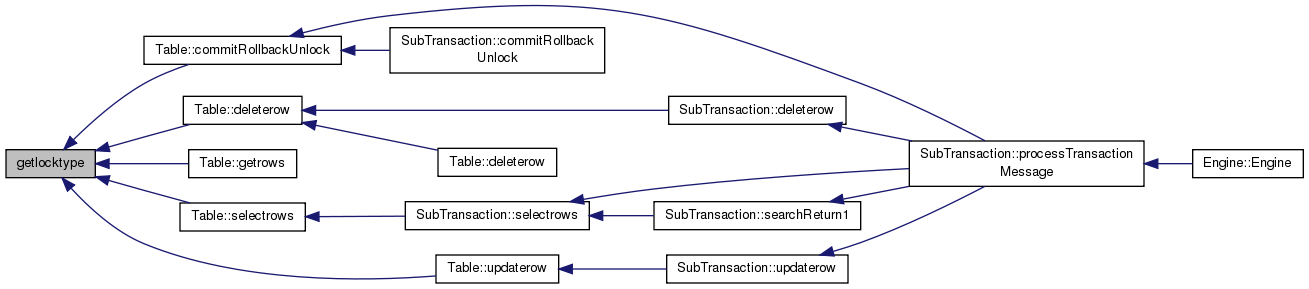 getlocktype
Table::commitRollbackUnlock
SubTransaction::commitRollback
Unlock
Table::deleterow
SubTransaction::deleterow
Table::deleterow
Table::getrows
Table::selectrows
SubTransaction::selectrows
SubTransaction::searchReturn1
Table::updaterow
SubTransaction::updaterow
SubTransaction::processTransaction
Message
Engine::Engine